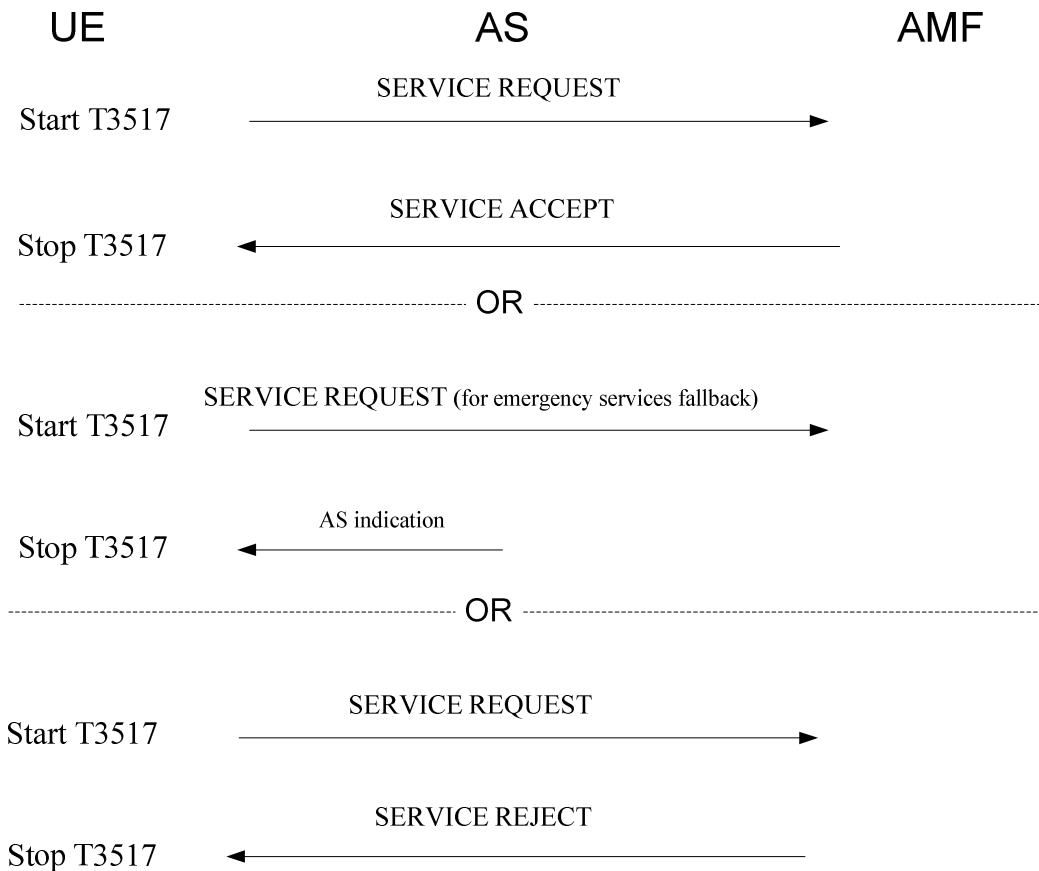 UE AS AMF
SERVICE REQUEST
Start T3517
SERVICE ACCEPT
Stop T3517
OR
SERVICE REQUEST (for emergency services fallback)
Start T3517
AS indication
Stop T3517
OR
SERVICE REQUEST
Start T3517
SERVICE REJECT
Stop T3517